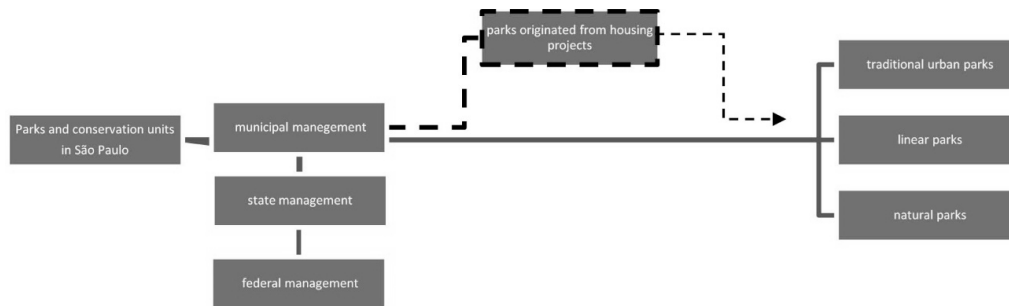 parks originated from housing
projects
traditional urban parks
Parks and conservation units
in São Paulo
municipal manegement
linear parks
state management
natural parks
federal management